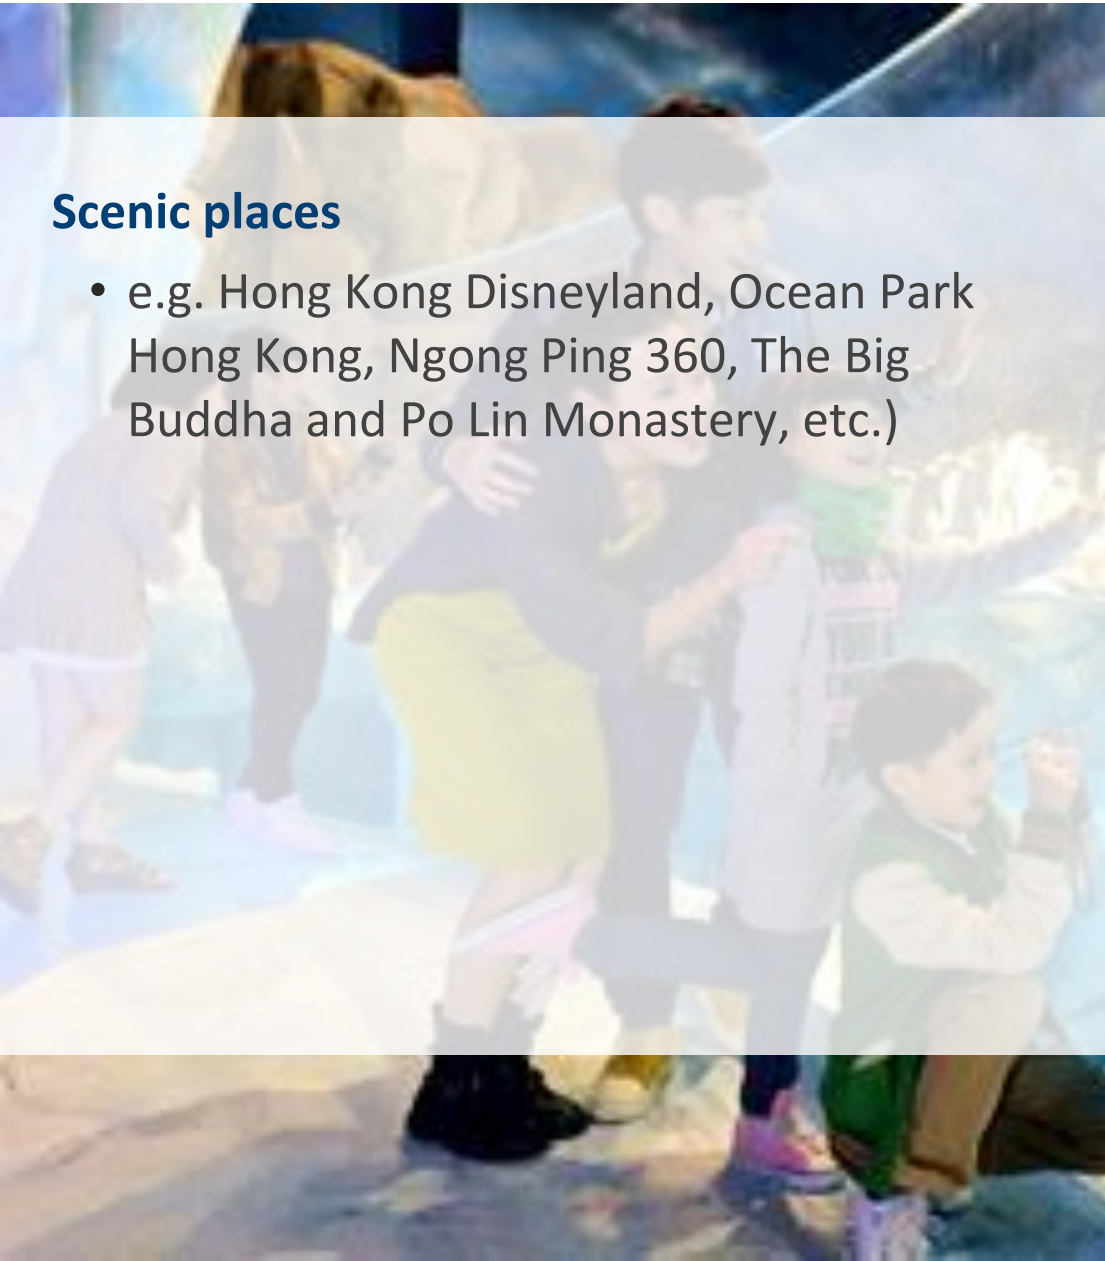 Scenic places
• e.g. Hong Kong Disneyland, Ocean Park
Hong Kong, Ngong Ping 360, The Big
Buddha and Po Lin Monastery, etc.)